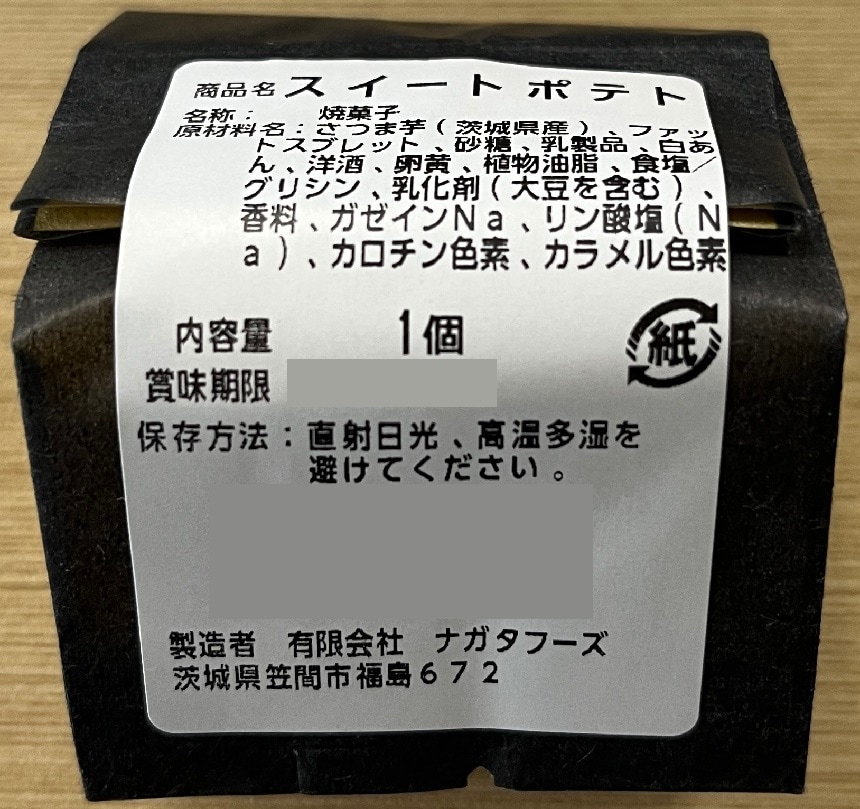 商品名 スイートポテト
名称： 焼菓子
原材料名：さつま芋（茨城県産）、ファッ
トスプレット、砂糖、乳製品、白あ
ん、洋酒、卵黄、植物油脂、食塩／
グリシン、乳化剤（大豆を含む）、
香料、ガゼインＮａ、リン酸塩（Ｎ
ａ）、カロチン色素、カラメル色素
内容量 1個
紙
賞味期限
保存方法：直射日光、高温多湿を
避けてください。
製造者 有限会社 ナガタフーズ
茨城県笠間市福島６７２